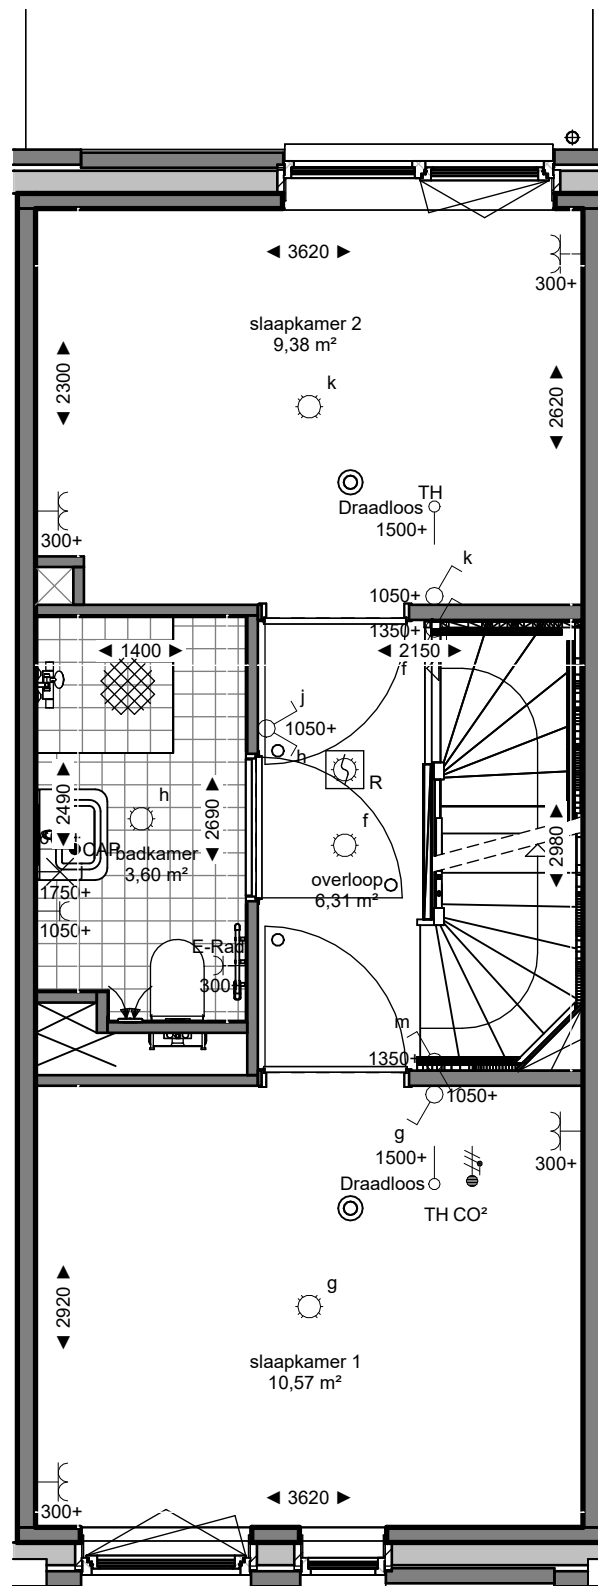 3620
300+
slaapkamer 2
9,38 m²
2300
2620
k
TH
Draadloos
1500+
300+
k
1050+
1350+
1400
2150
f
j
1050+
h
R
2490
h
2690
f
CAP
badkamer
3,60 m²
2980
overloop
6,31 m²
1750+
1050+
E-Rad
300+
m
1350+
1050+
g
1500+
300+
Draadloos
TH CO²
g
2920
slaapkamer 1
10,57 m²
3620
300+